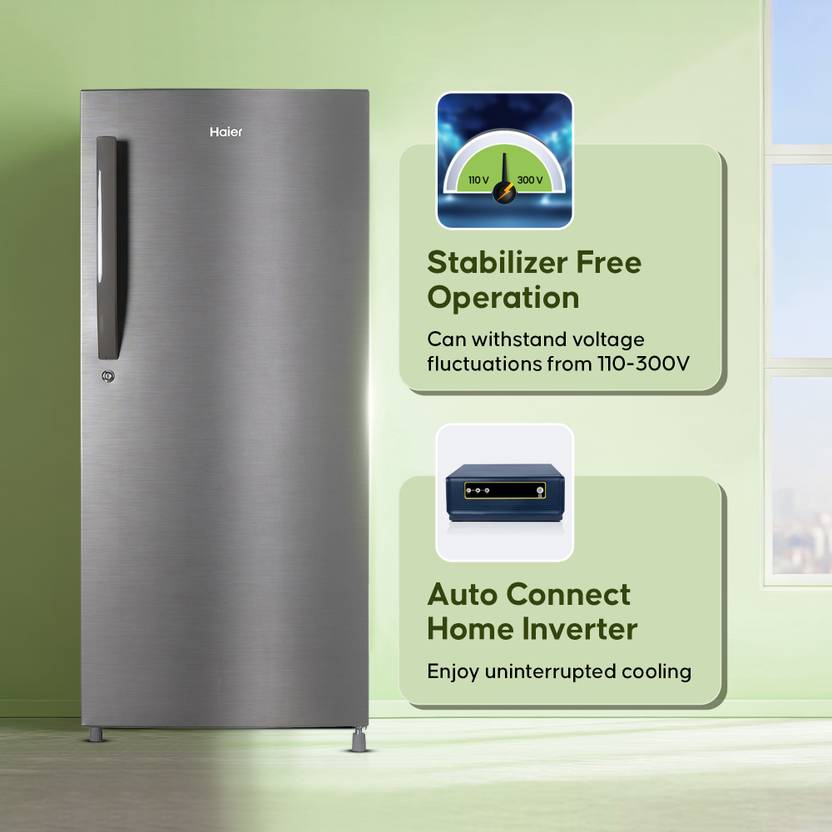 Haier
110 V
300 V
Stabilizer Free
Operation
Can withstand voltage
fluctuations from 110-300V
Auto Connect
Home Inverter
Enjoy uninterrupted cooling